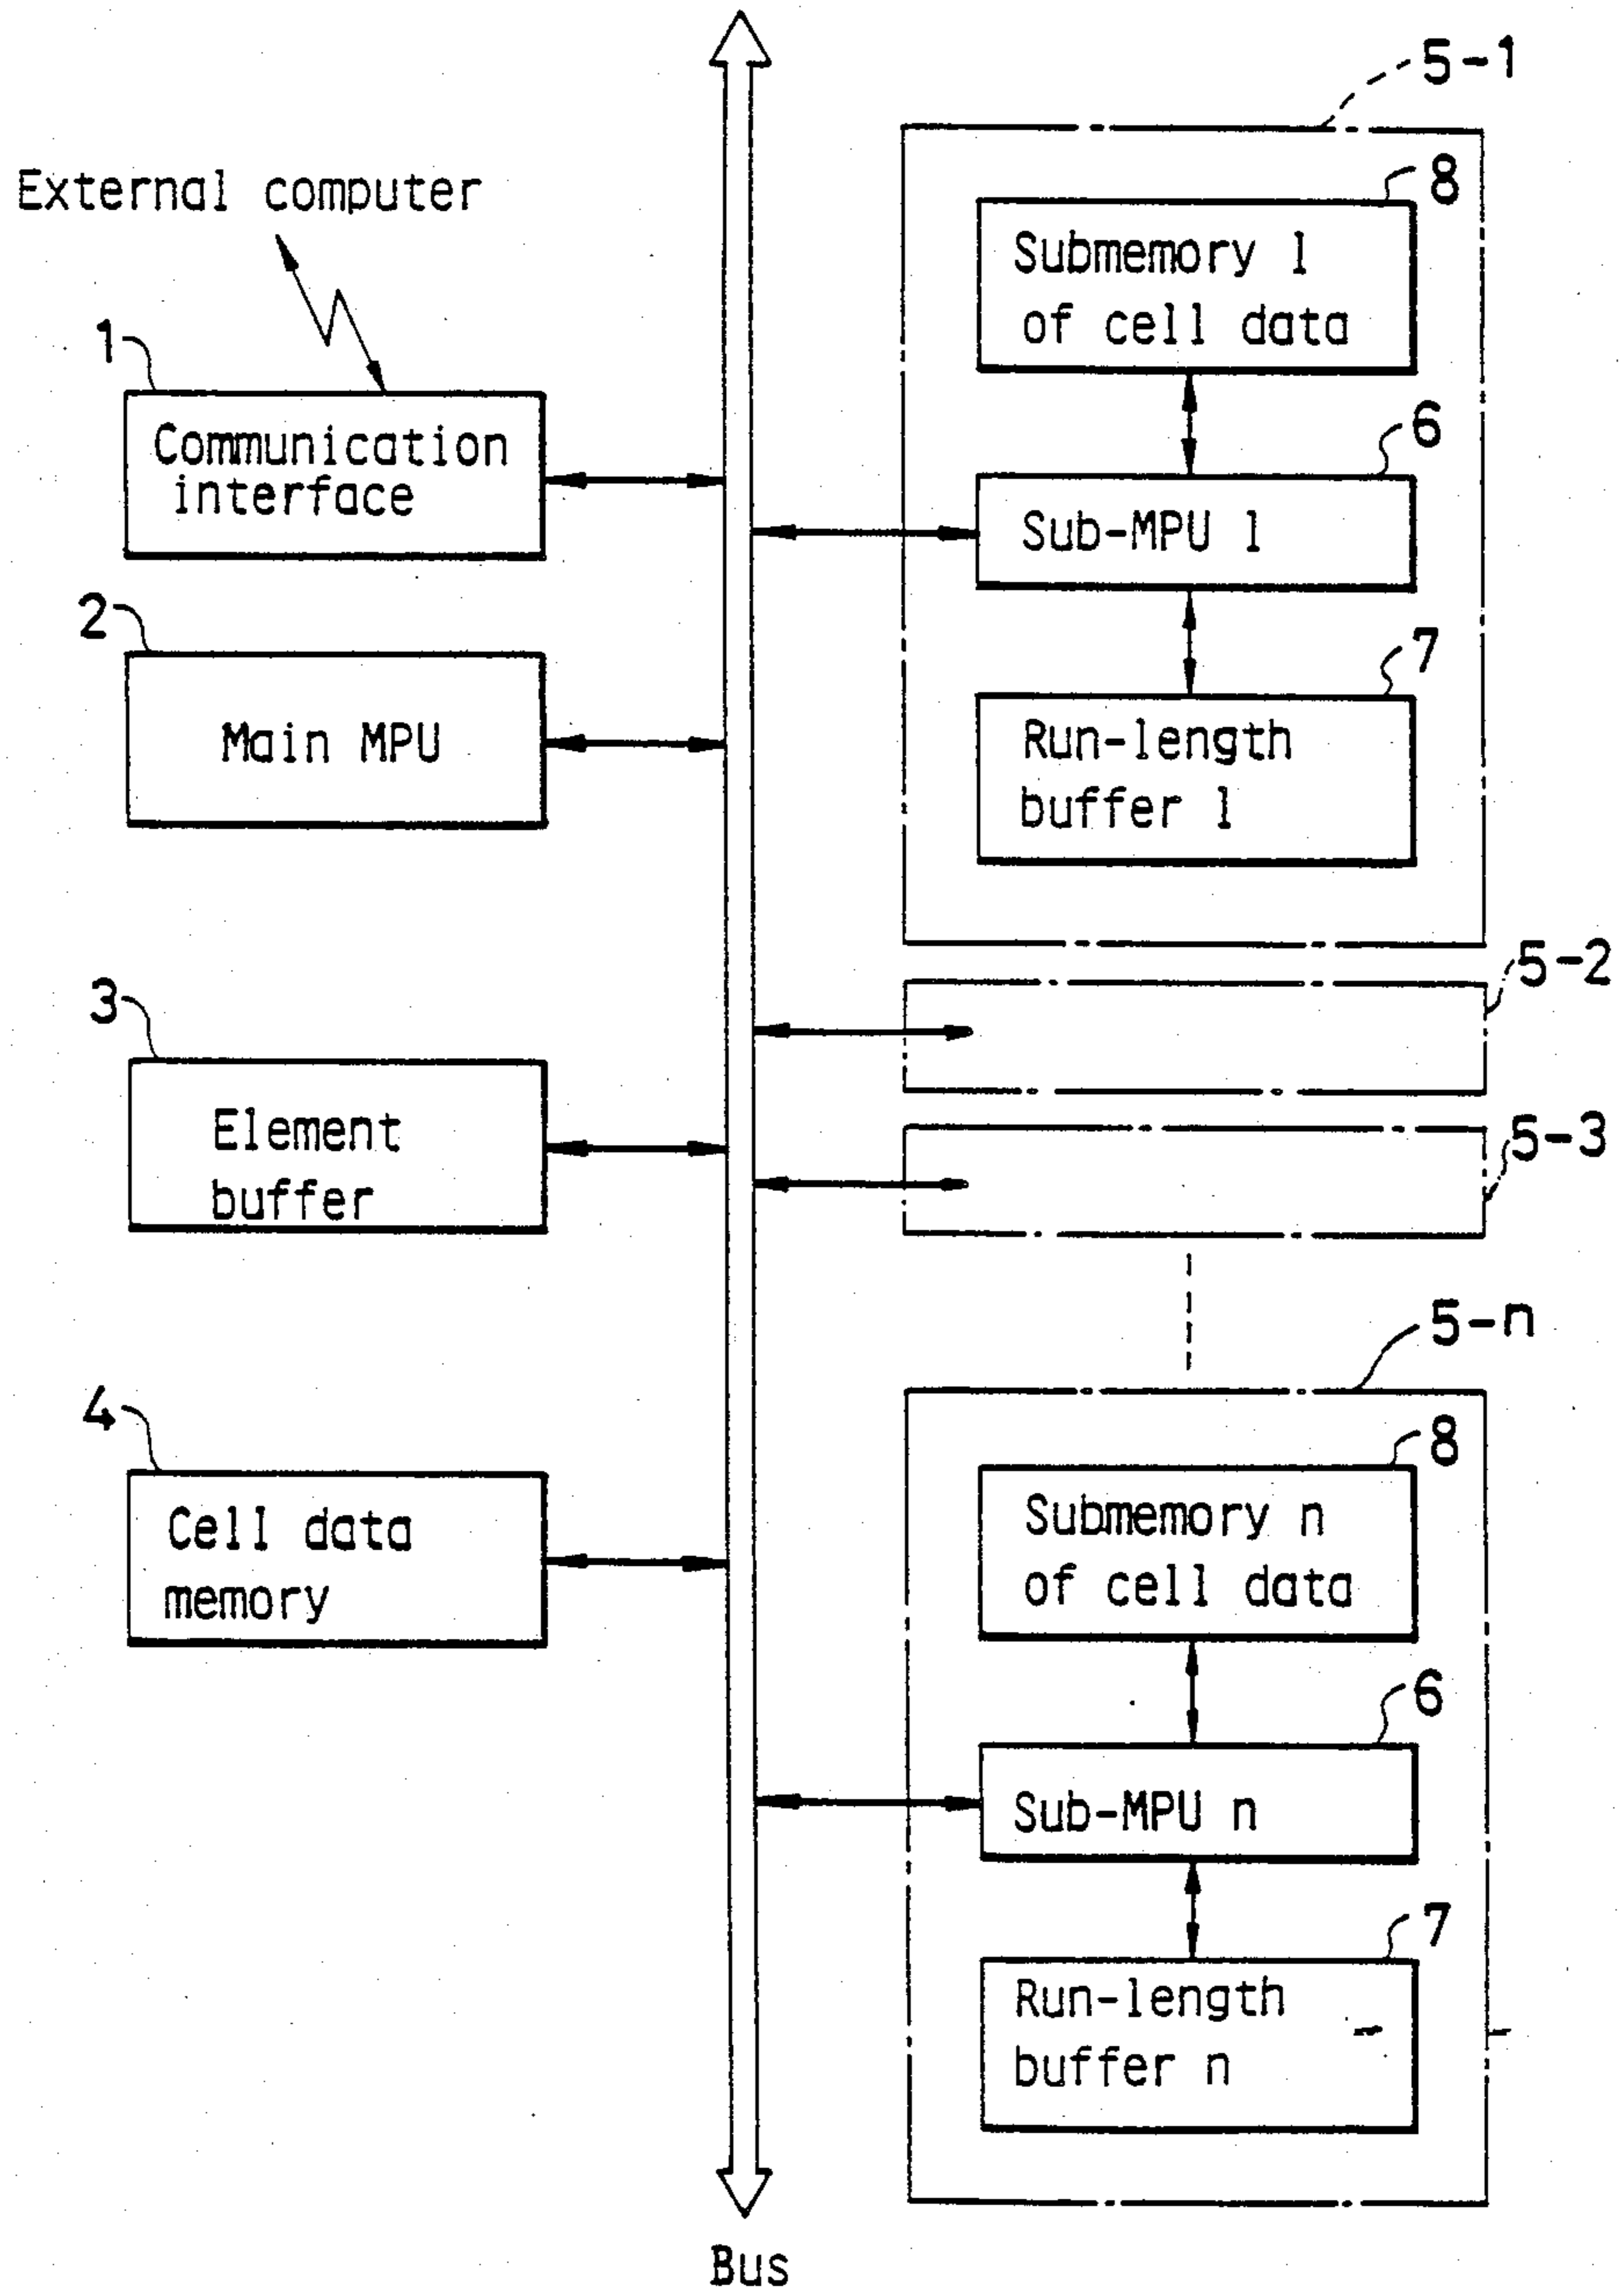 External computer
1
Communication
interface
2
Main MPU
3
Element
buffer
4
Cell data
memory
Bus
5-1
8
Submemory 1
of cell data
6
Sub-MPU 1
7
Run-length
buffer 1
5-2
5-3
5-n
8
Submemory n
of cell data
6
Sub-MPU n
7
Run-length
buffer n